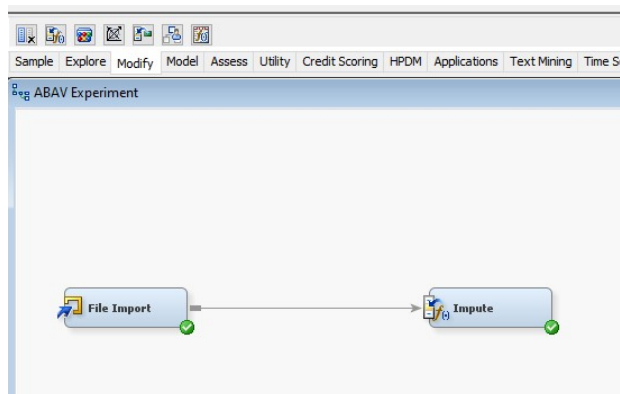 Sample Explore Modify Model Assess Utility Credit Scoring HPDM Applications Text Mining Time S
ABAV Experiment
File Import
Impute